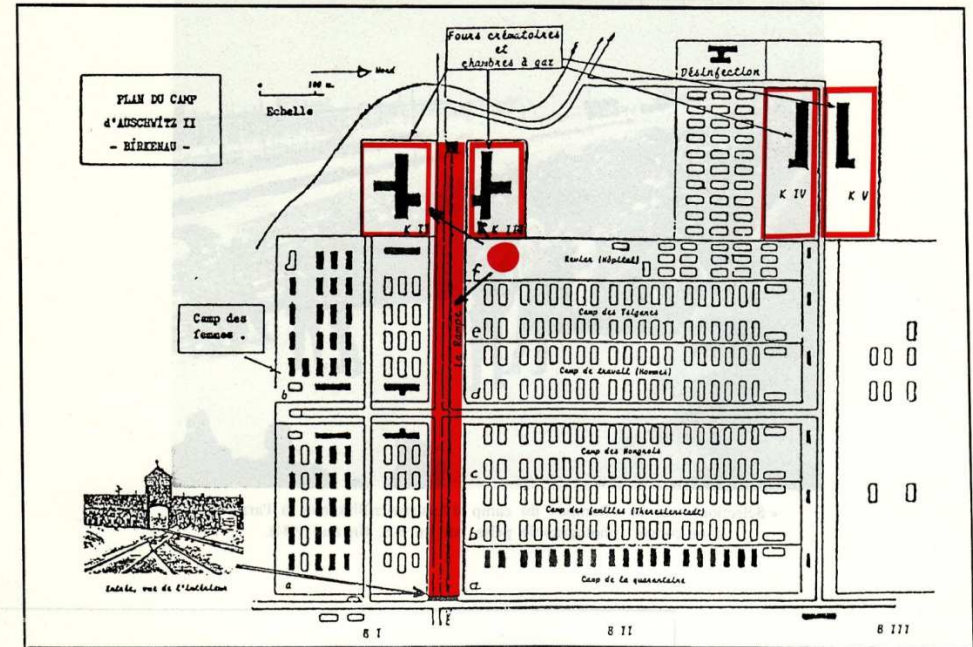 PLAN DU CAMP
d'AUSCHWITZ II
- BIRKENAU -
Nord
100 m.
Echelle
Fours crématoires
et
chambres à gaz
Désinfection
K II
K III
K IV
K V
Revier (Hôpital)
f
Camp des Tsiganes
e
Camp de travail (Hommes)
d
La Rampe
Camp des
femmes.
b
Camp des Hongrois
c
Camp des familles (Theresienstadt)
b
Camp de la quarantaine
a
a
Entrée, vue de l'intérieur
E
B I
B II
B III